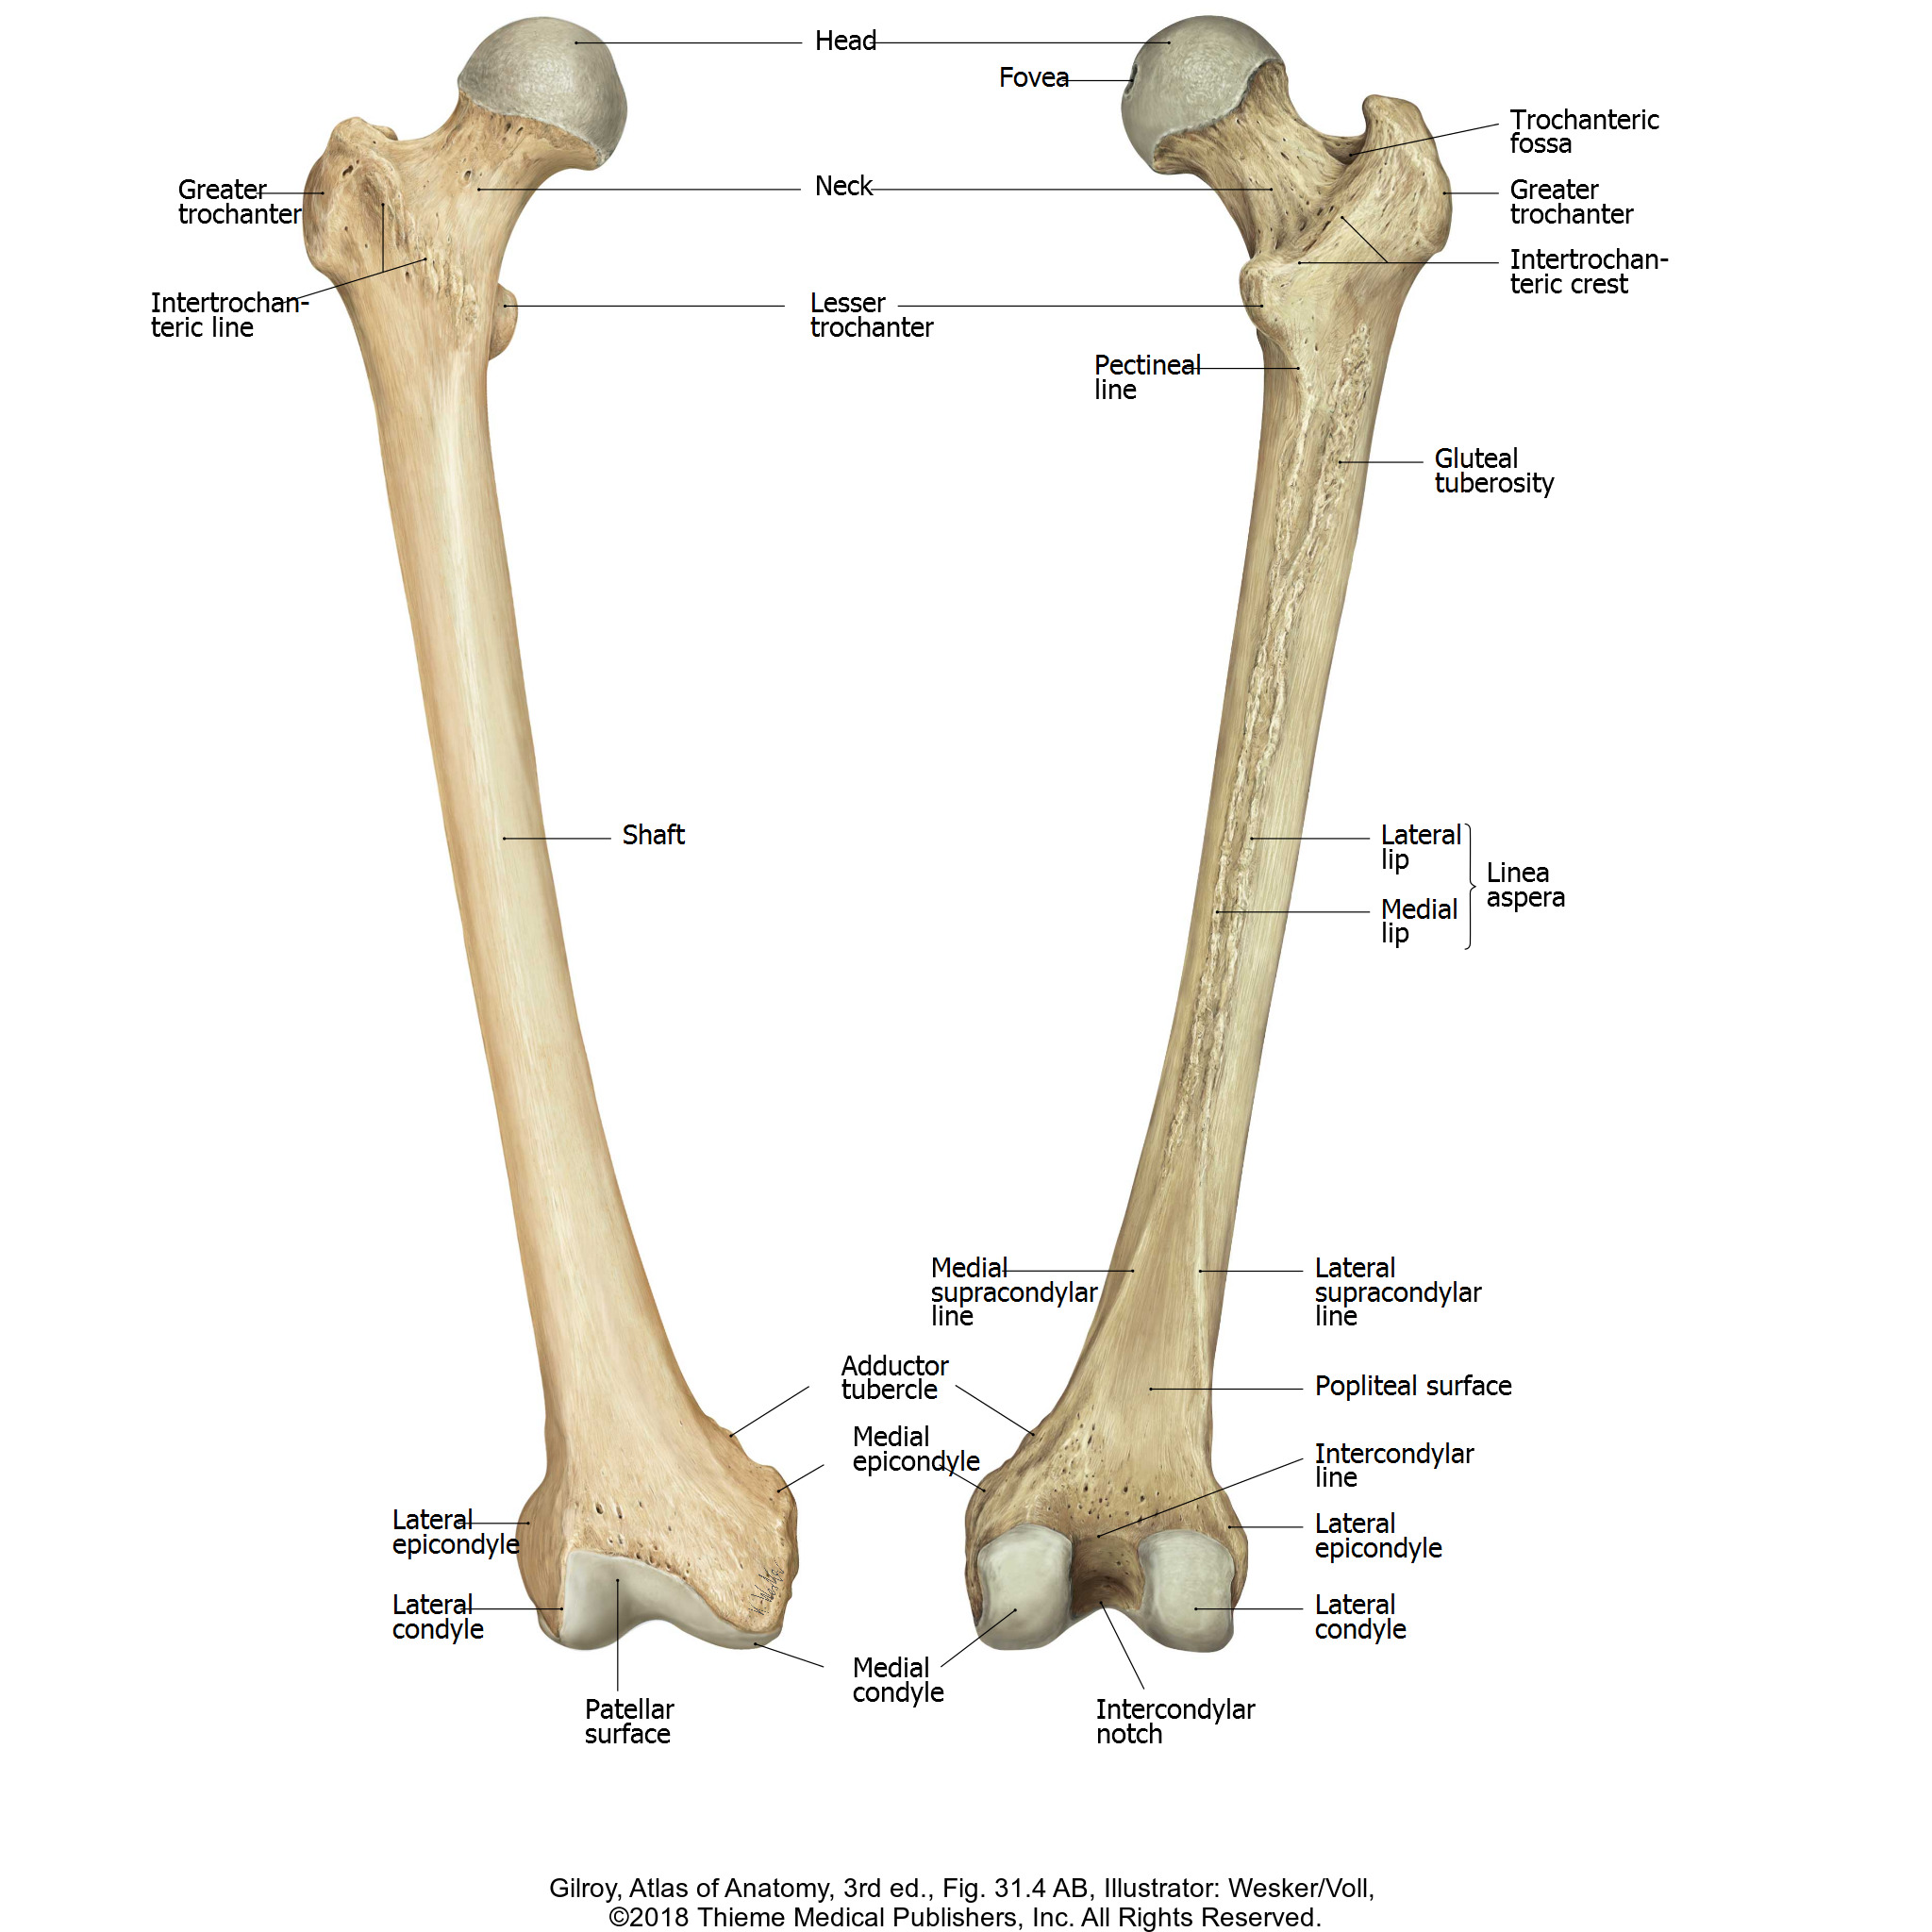 Head
Fovea
Trochanteric
fossa
Greater
trochanter
Neck
Greater
trochanter
Intertrochan-
teric crest
Intertrochan-
teric line
Lesser
trochanter
Pectineal
line
Gluteal
tuberosity
Shaft
Lateral
lip
Medial
lip
Linea
aspera
Medial
supracondylar
line
Lateral
supracondylar
line
Adductor
tubercle
Popliteal surface
Medial
epicondyle
Intercondylar
line
Lateral
epicondyle
Lateral
epicondyle
Lateral
condyle
Lateral
condyle
Medial
condyle
Patellar
surface
Intercondylar
notch
Gilroy, Atlas of Anatomy, 3rd ed., Fig. 31.4 AB, Illustrator: Wesker/Voll,
©2018 Thieme Medical Publishers, Inc. All Rights Reserved.